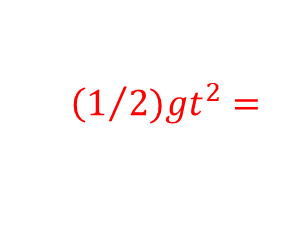 (1/2)gt² =